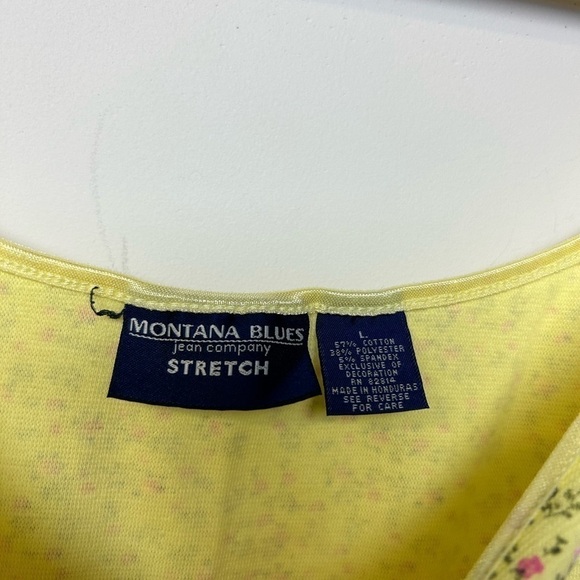 MONTANA BLUES
jean company
STRETCH
L
57% COTTON
38% POLYESTER
5% SPANDEX
EXCLUSIVE OF
DECORATION
RN 82814
MADE IN HONDURAS
SEE REVERSE
FOR CARE